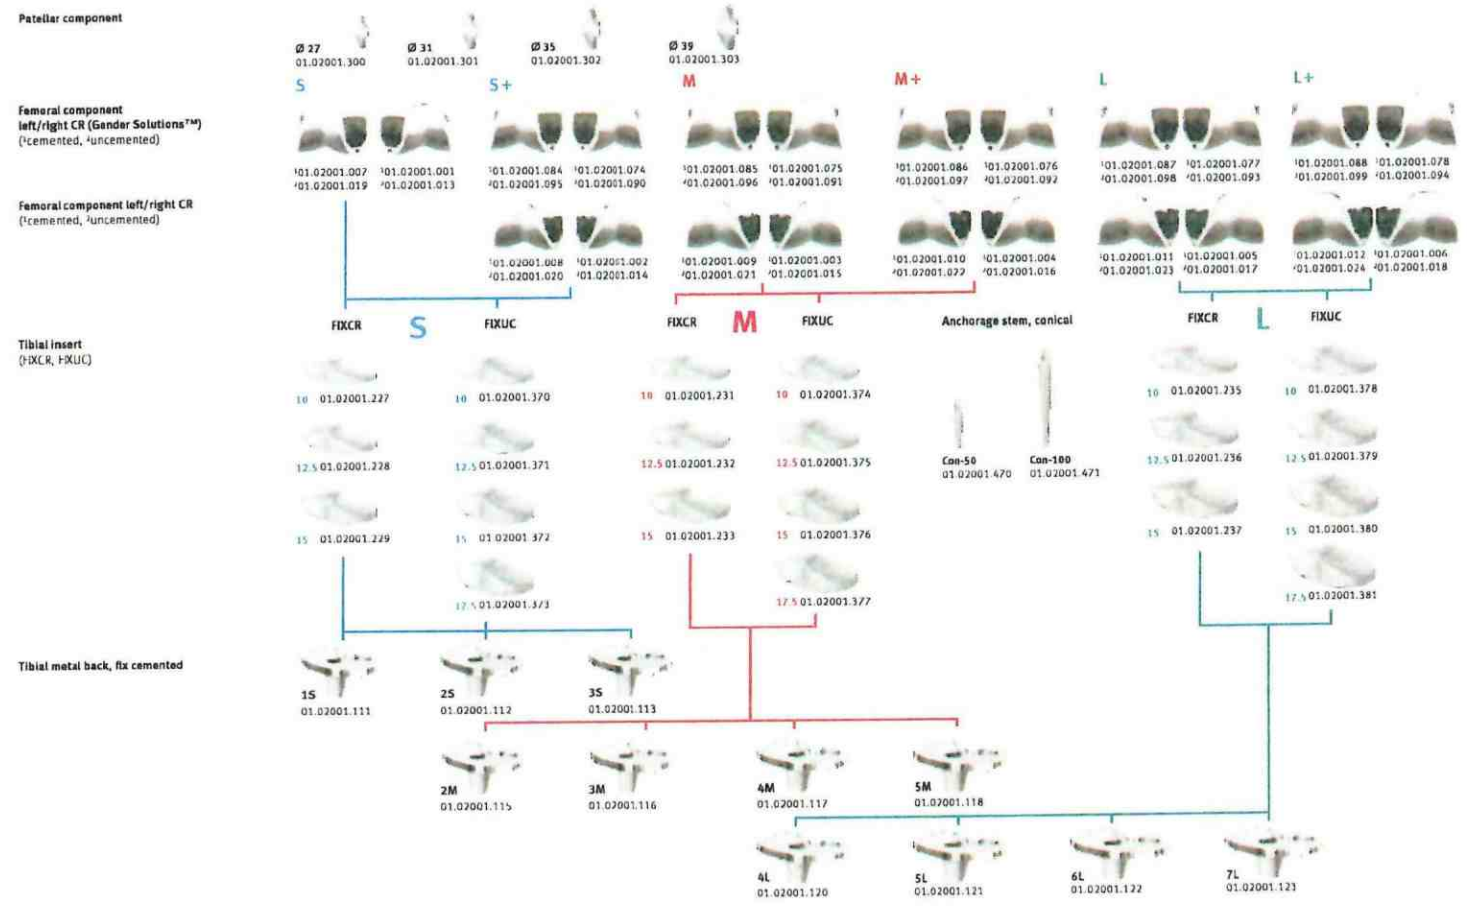 Patellar component
Ø 27 Ø 31 Ø 35 Ø 39
01.02001.300 01.02001.301 01.02001.302 01.02001.303
S S+ M M+ L L+
Femoral component
left/right CR (Gender Solutions™)
(¹cemented, ²uncemented)
¹01.02001.007 ¹01.02001.001 ¹01.02001.084 ¹01.02001.074 ¹01.02001.085 ¹01.02001.075 ¹01.02001.086 ¹01.02001.076 ¹01.02001.087 ¹01.02001.077 ¹01.02001.088 ¹01.02001.078
²01.02001.019 ²01.02001.013 ²01.02001.095 ²01.02001.090 ²01.02001.096 ²01.02001.091 ²01.02001.097 ²01.02001.092 ²01.02001.098 ²01.02001.093 ²01.02001.099 ²01.02001.094
Femoral component left/right CR
(¹cemented, ²uncemented)
¹01.02001.008 ¹01.02001.002 ¹01.02001.009 ¹01.02001.003 ¹01.02001.010 ¹01.02001.004 ¹01.02001.011 ¹01.02001.005 ¹01.02001.012 ¹01.02001.006
²01.02001.020 ²01.02001.014 ²01.02001.021 ²01.02001.015 ²01.02001.022 ²01.02001.016 ²01.02001.023 ²01.02001.017 ²01.02001.024 ²01.02001.018
FIXCR S FIXUC FIXCR M FIXUC Anchorage stem, conical FIXCR L FIXUC
Tibial insert
(FIXCR, FIXUC)
10 01.02001.227 10 01.02001.370 10 01.02001.231 10 01.02001.374 10 01.02001.235 10 01.02001.378
12.5 01.02001.228 12.5 01.02001.371 12.5 01.02001.232 12.5 01.02001.375 12.5 01.02001.236 12.5 01.02001.379
Con-50 Con-100
01.02001.470 01.02001.471
15 01.02001.229 15 01.02001.372 15 01.02001.233 15 01.02001.376 15 01.02001.237 15 01.02001.380
17.5 01.02001.373 17.5 01.02001.377 17.5 01.02001.381
Tibial metal back, fix cemented
1S 2S 3S
01.02001.111 01.02001.112 01.02001.113
2M 3M 4M 5M
01.02001.115 01.02001.116 01.02001.117 01.02001.118
4L 5L 6L 7L
01.02001.120 01.02001.121 01.02001.122 01.02001.123